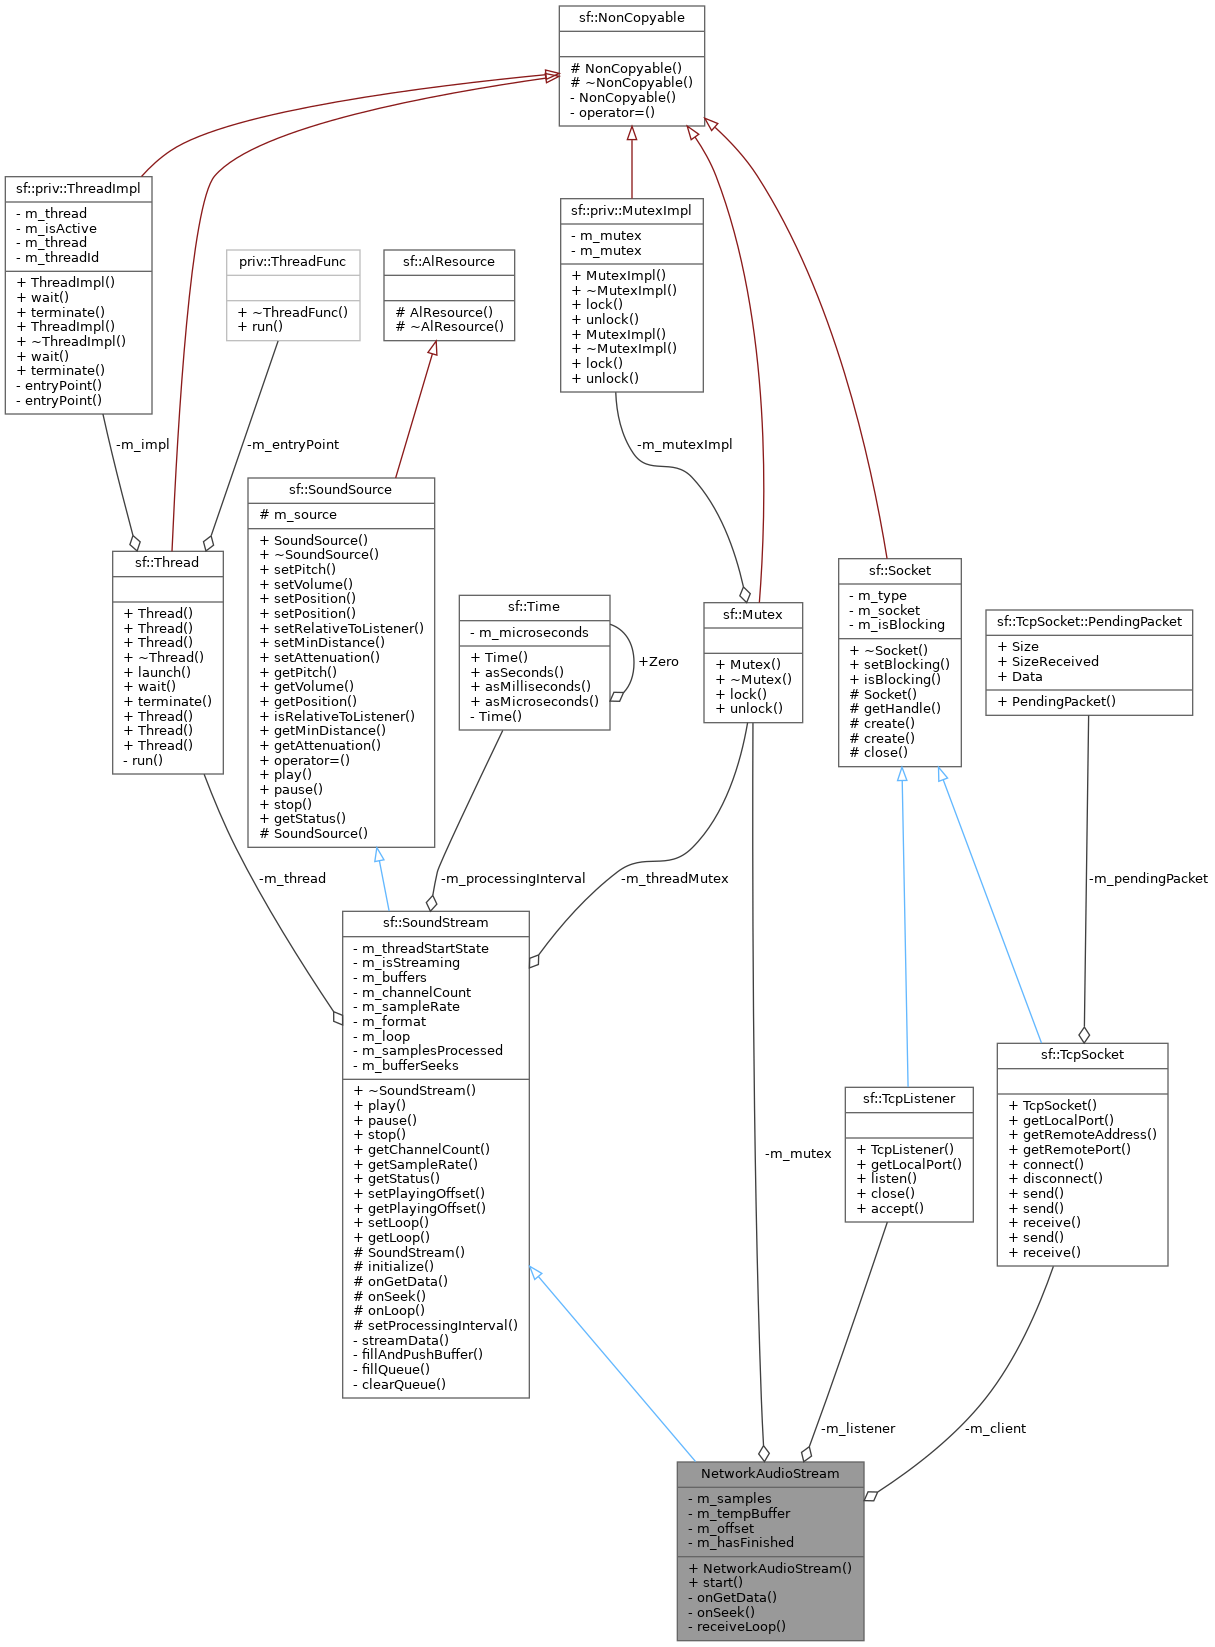 sf::NonCopyable
# NonCopyable()
# ~NonCopyable()
- NonCopyable()
- operator=()
sf::priv::ThreadImpl
- m_thread
- m_isActive
- m_thread
- m_threadId
+ ThreadImpl()
+ wait()
+ terminate()
+ ThreadImpl()
+ ~ThreadImpl()
+ wait()
+ terminate()
- entryPoint()
- entryPoint()
priv::ThreadFunc
+ ~ThreadFunc()
+ run()
sf::AlResource
# AlResource()
# ~AlResource()
sf::priv::MutexImpl
- m_mutex
- m_mutex
+ MutexImpl()
+ ~MutexImpl()
+ lock()
+ unlock()
+ MutexImpl()
+ ~MutexImpl()
+ lock()
+ unlock()
-m_impl
-m_entryPoint
-m_mutexImpl
sf::SoundSource
# m_source
+ SoundSource()
+ ~SoundSource()
+ setPitch()
+ setVolume()
+ setPosition()
+ setPosition()
+ setRelativeToListener()
+ setMinDistance()
+ setAttenuation()
+ getPitch()
+ getVolume()
+ getPosition()
+ isRelativeToListener()
+ getMinDistance()
+ getAttenuation()
+ operator=()
+ play()
+ pause()
+ stop()
+ getStatus()
# SoundSource()
sf::Thread
+ Thread()
+ Thread()
+ Thread()
+ ~Thread()
+ launch()
+ wait()
+ terminate()
+ Thread()
+ Thread()
+ Thread()
- run()
sf::Time
- m_microseconds
+ Time()
+ asSeconds()
+ asMilliseconds()
+ asMicroseconds()
- Time()
+Zero
sf::Mutex
+ Mutex()
+ ~Mutex()
+ lock()
+ unlock()
sf::Socket
- m_type
- m_socket
- m_isBlocking
+ ~Socket()
+ setBlocking()
+ isBlocking()
# Socket()
# getHandle()
# create()
# create()
# close()
sf::TcpSocket::PendingPacket
+ Size
+ SizeReceived
+ Data
+ PendingPacket()
-m_thread
-m_processingInterval
-m_threadMutex
-m_pendingPacket
sf::SoundStream
- m_threadStartState
- m_isStreaming
- m_buffers
- m_channelCount
- m_sampleRate
- m_format
- m_loop
- m_samplesProcessed
- m_bufferSeeks
+ ~SoundStream()
+ play()
+ pause()
+ stop()
+ getChannelCount()
+ getSampleRate()
+ getStatus()
+ setPlayingOffset()
+ getPlayingOffset()
+ setLoop()
+ getLoop()
# SoundStream()
# initialize()
# onGetData()
# onSeek()
# onLoop()
# setProcessingInterval()
- streamData()
- fillAndPushBuffer()
- fillQueue()
- clearQueue()
-m_mutex
sf::TcpListener
+ TcpListener()
+ getLocalPort()
+ listen()
+ close()
+ accept()
sf::TcpSocket
+ TcpSocket()
+ getLocalPort()
+ getRemoteAddress()
+ getRemotePort()
+ connect()
+ disconnect()
+ send()
+ send()
+ receive()
+ send()
+ receive()
-m_listener
-m_client
NetworkAudioStream
- m_samples
- m_tempBuffer
- m_offset
- m_hasFinished
+ NetworkAudioStream()
+ start()
- onGetData()
- onSeek()
- receiveLoop()